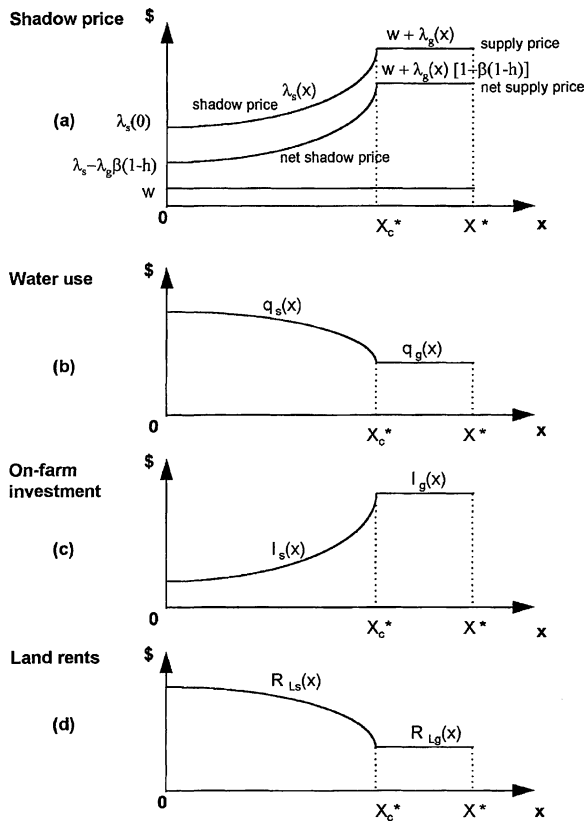 Shadow price
$
w + λg(x)
supply price
w + λg(x) [1-β(1-h)]
net supply price
λs(x)
shadow price
(a)
λs(0)
λs-λgβ(1-h)
net shadow price
w
0
Xc*
X*
x
Water use
$
qs(x)
qg(x)
(b)
0
Xc*
X*
x
On-farm
investment
$
Ig(x)
(c)
Is(x)
0
Xc*
X*
x
Land rents
$
R Ls(x)
(d)
R Lg(x)
0
Xc*
X*
x